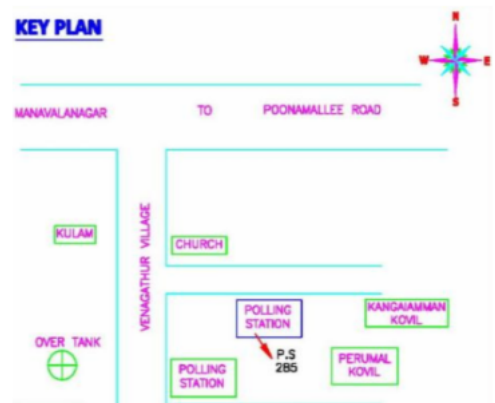 KEY PLAN
N
W
E
S
MANAVALANAGAR TO POONAMALLEE ROAD
VENAGATHUR VILLAGE
KULAM
CHURCH
POLLING
STATION
KANGAIAMMAN
KOVIL
OVER TANK
P.S
285
PERUMAL
KOVIL
POLLING
STATION